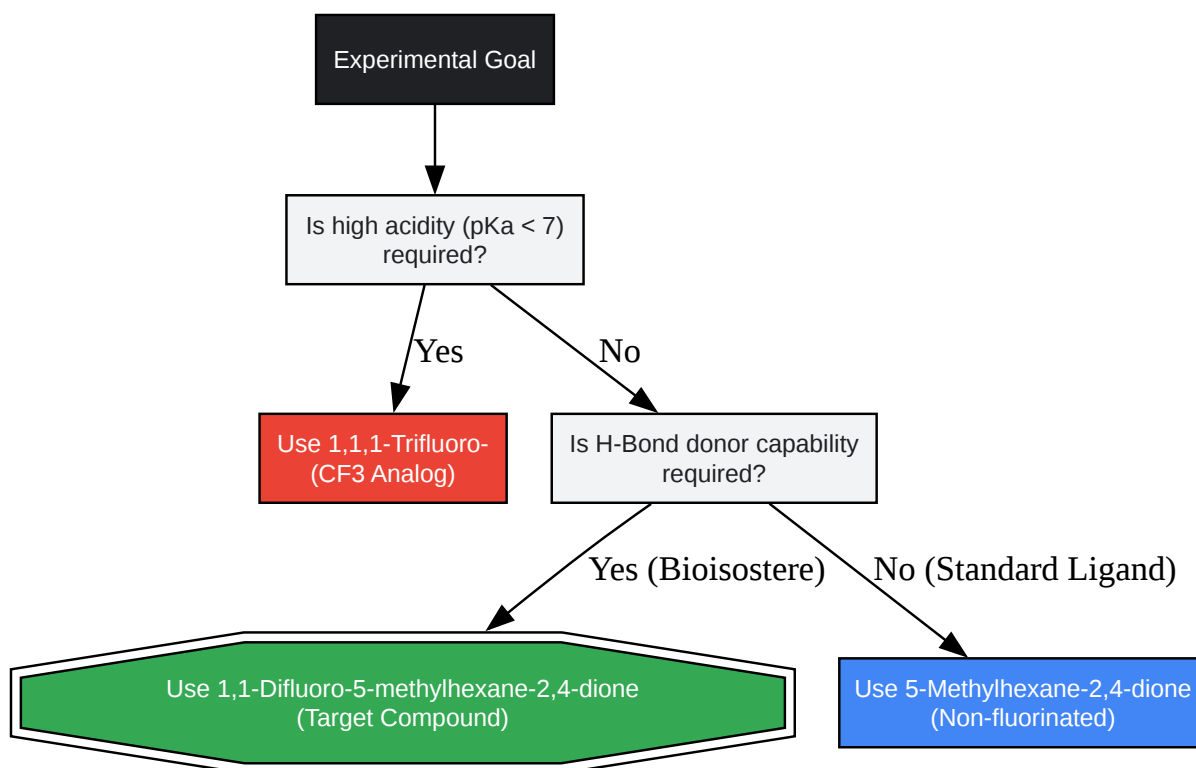 Experimental Goal
Is high acidity (pKa < 7)
required?
Yes
No
Use 1,1,1-Trifluoro-
(CF3 Analog)
Is H-Bond donor capability
required?
Yes (Bioisostere)
No (Standard Ligand)
Use 1,1-Difluoro-5-methylhexane-2,4-dione
(Target Compound)
Use 5-Methylhexane-2,4-dione
(Non-fluorinated)